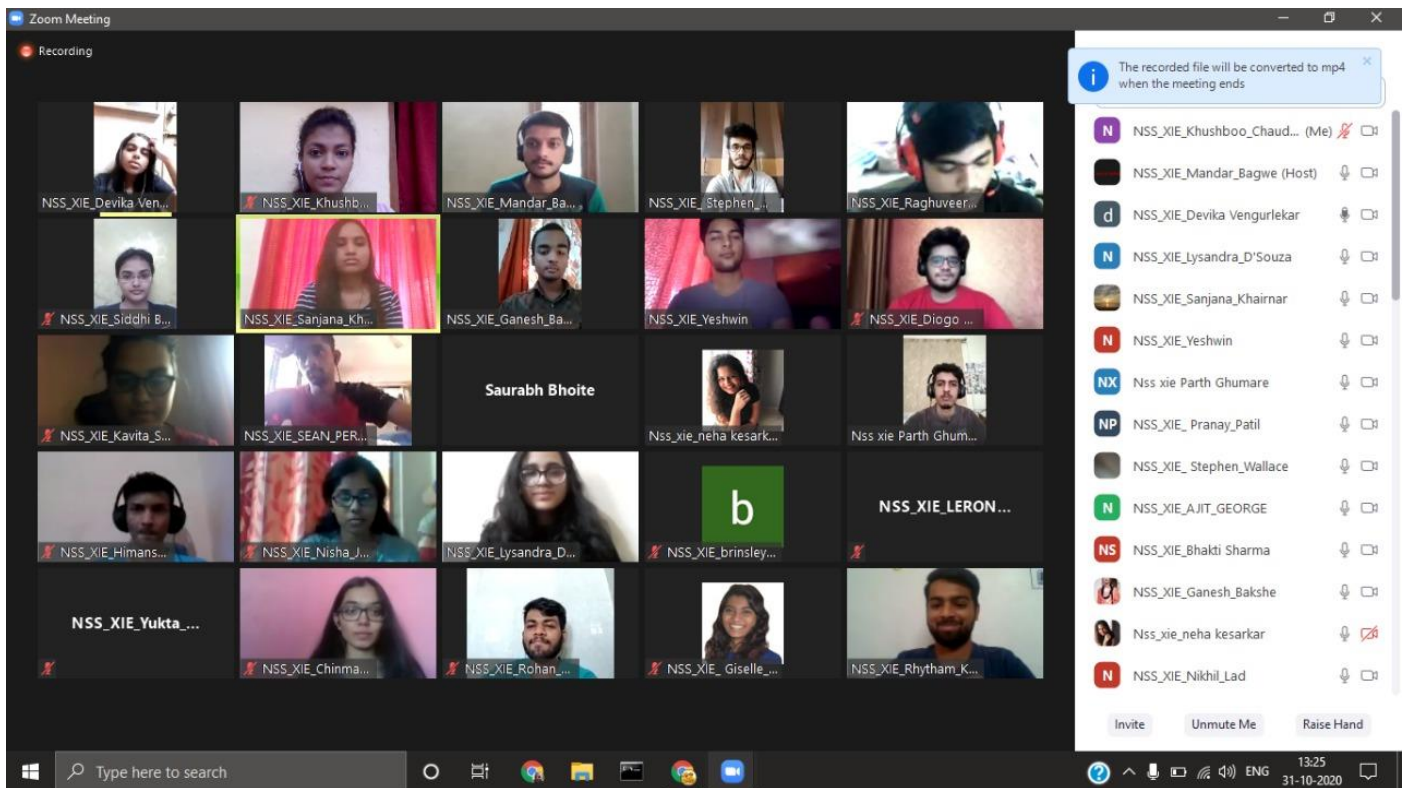 Zoom Meeting
Recording
The recorded file will be converted to mp4
when the meeting ends
NSS_XIE_Devika Ven...
NSS_XIE_Khushb...
NSS_XIE_Mandar_Ba...
NSS_XIE_ Stephen_...
NSS_XIE_Raghuveer...
NSS_XIE_Siddhi B...
NSS_XIE_Sanjana_Kh...
NSS_XIE_Ganesh_Ba...
NSS_XIE_Yeshwin
NSS_XIE_Diogo ...
NSS_XIE_Kavita_S...
NSS_XIE_SEAN_PER...
Saurabh Bhoite
Nss_xie_neha kesark...
Nss xie Parth Ghum...
NSS_XIE_Himans...
NSS_XIE_Nisha_J...
NSS_XIE_Lysandra_D...
b
NSS_XIE_brinsley...
NSS_XIE_LERON...
NSS_XIE_Yukta_...
NSS_XIE_Chinma...
NSS_XIE_Rohan_...
NSS_XIE_ Giselle_...
NSS_XIE_Rhytham_K...
N NSS_XIE_Khushboo_Chaud... (Me)
NSS_XIE_Mandar_Bagwe (Host)
d NSS_XIE_Devika Vengurlekar
N NSS_XIE_Lysandra_D'Souza
NSS_XIE_Sanjana_Khairnar
N NSS_XIE_Yeshwin
NX Nss xie Parth Ghumare
NP NSS_XIE_ Pranay_Patil
NSS_XIE_ Stephen_Wallace
N NSS_XIE_AJIT_GEORGE
NS NSS_XIE_Bhakti Sharma
NSS_XIE_Ganesh_Bakshe
Nss_xie_neha kesarkar
N NSS_XIE_Nikhil_Lad
Invite Unmute Me Raise Hand
Type here to search
ENG
13:25
31-10-2020